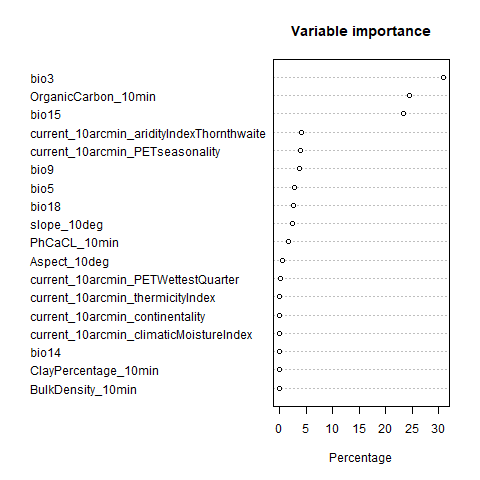 Variable importance
bio3
OrganicCarbon_10min
bio15
current_10arcmin_aridityIndexThornthwaite
current_10arcmin_PETseasonality
bio9
bio5
bio18
slope_10deg
PhCaCL_10min
Aspect_10deg
current_10arcmin_PETWettestQuarter
current_10arcmin_thermicityIndex
current_10arcmin_continentality
current_10arcmin_climaticMoistureIndex
bio14
ClayPercentage_10min
BulkDensity_10min
0 5 10 15 20 25 30
Percentage